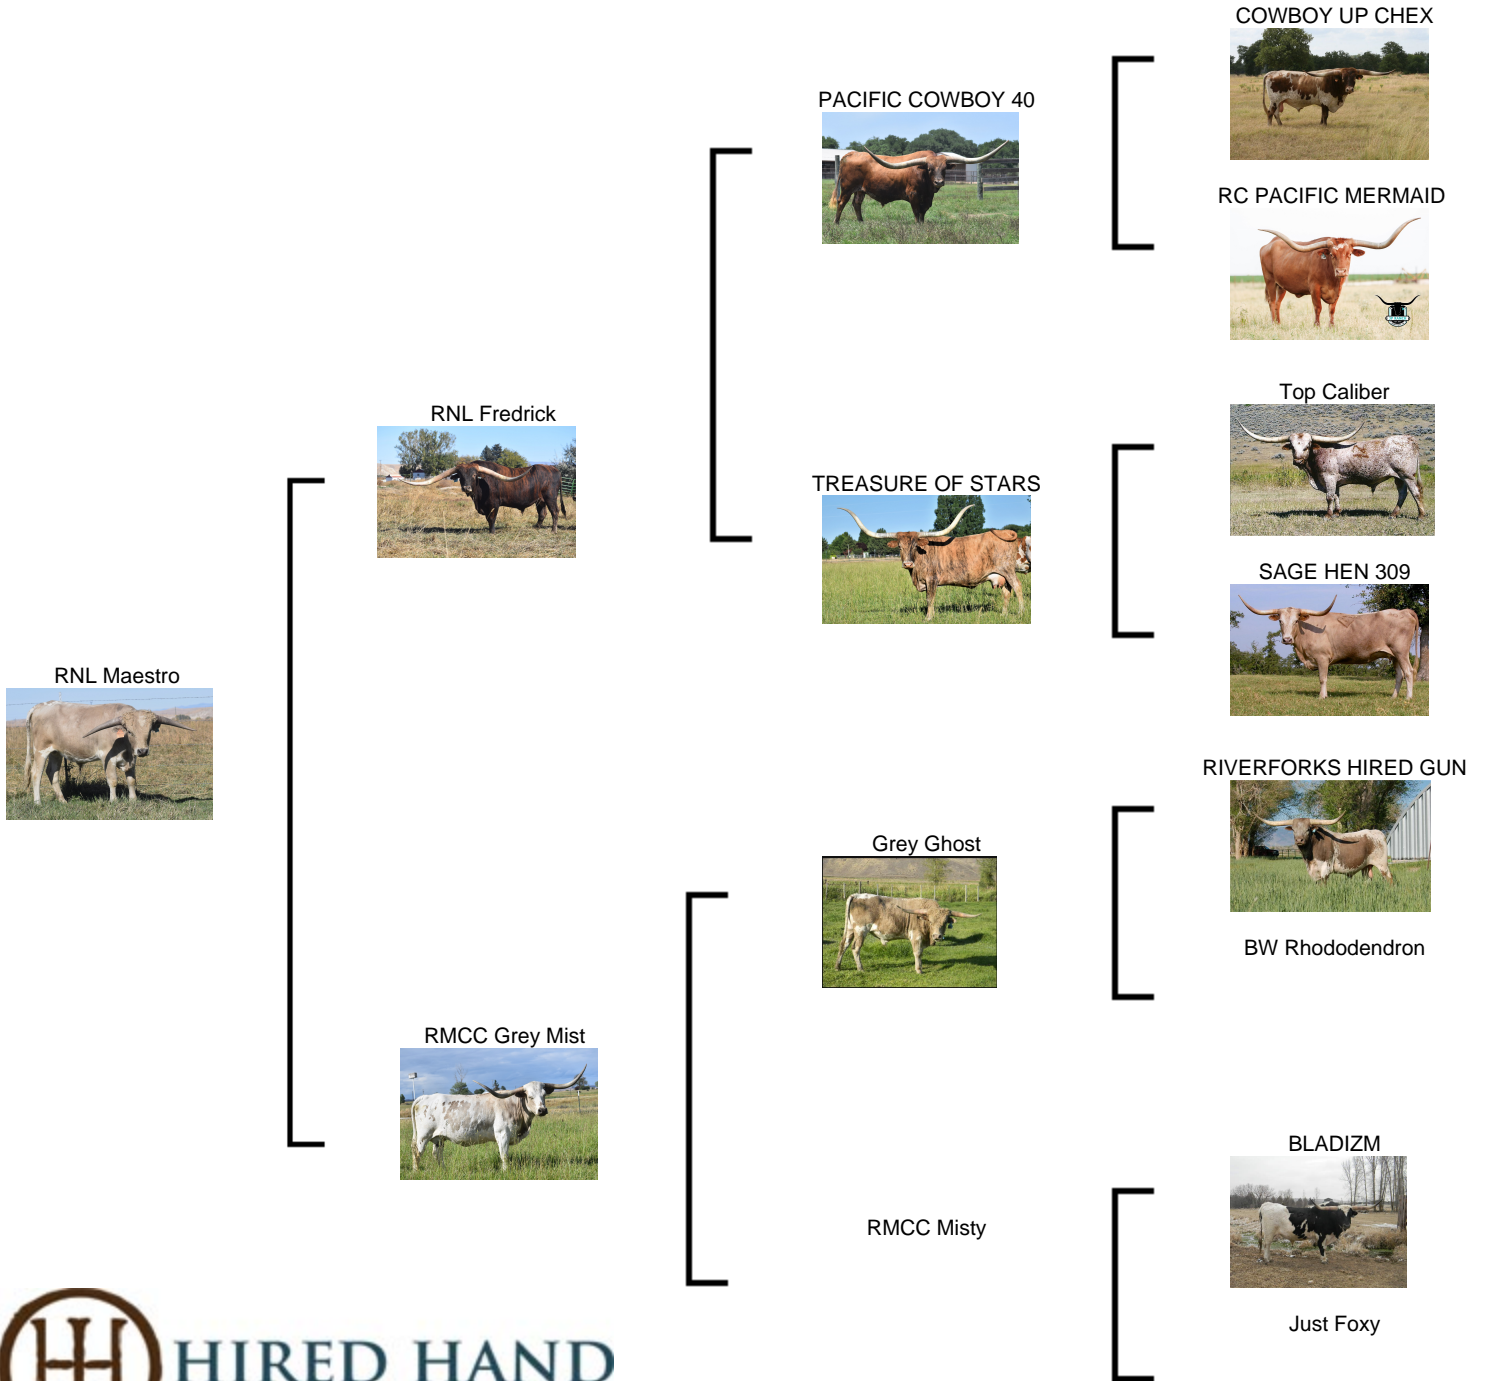 COWBOY UP CHEX
PACIFIC COWBOY 40
RC PACIFIC MERMAID
Top Caliber
RNL Fredrick
TREASURE OF STARS
SAGE HEN 309
RNL Maestro
RIVERFORKS HIRED GUN
Grey Ghost
BW Rhododendron
RMCC Grey Mist
BLADIZM
RMCC Misty
Just Foxy
HIRED HAND